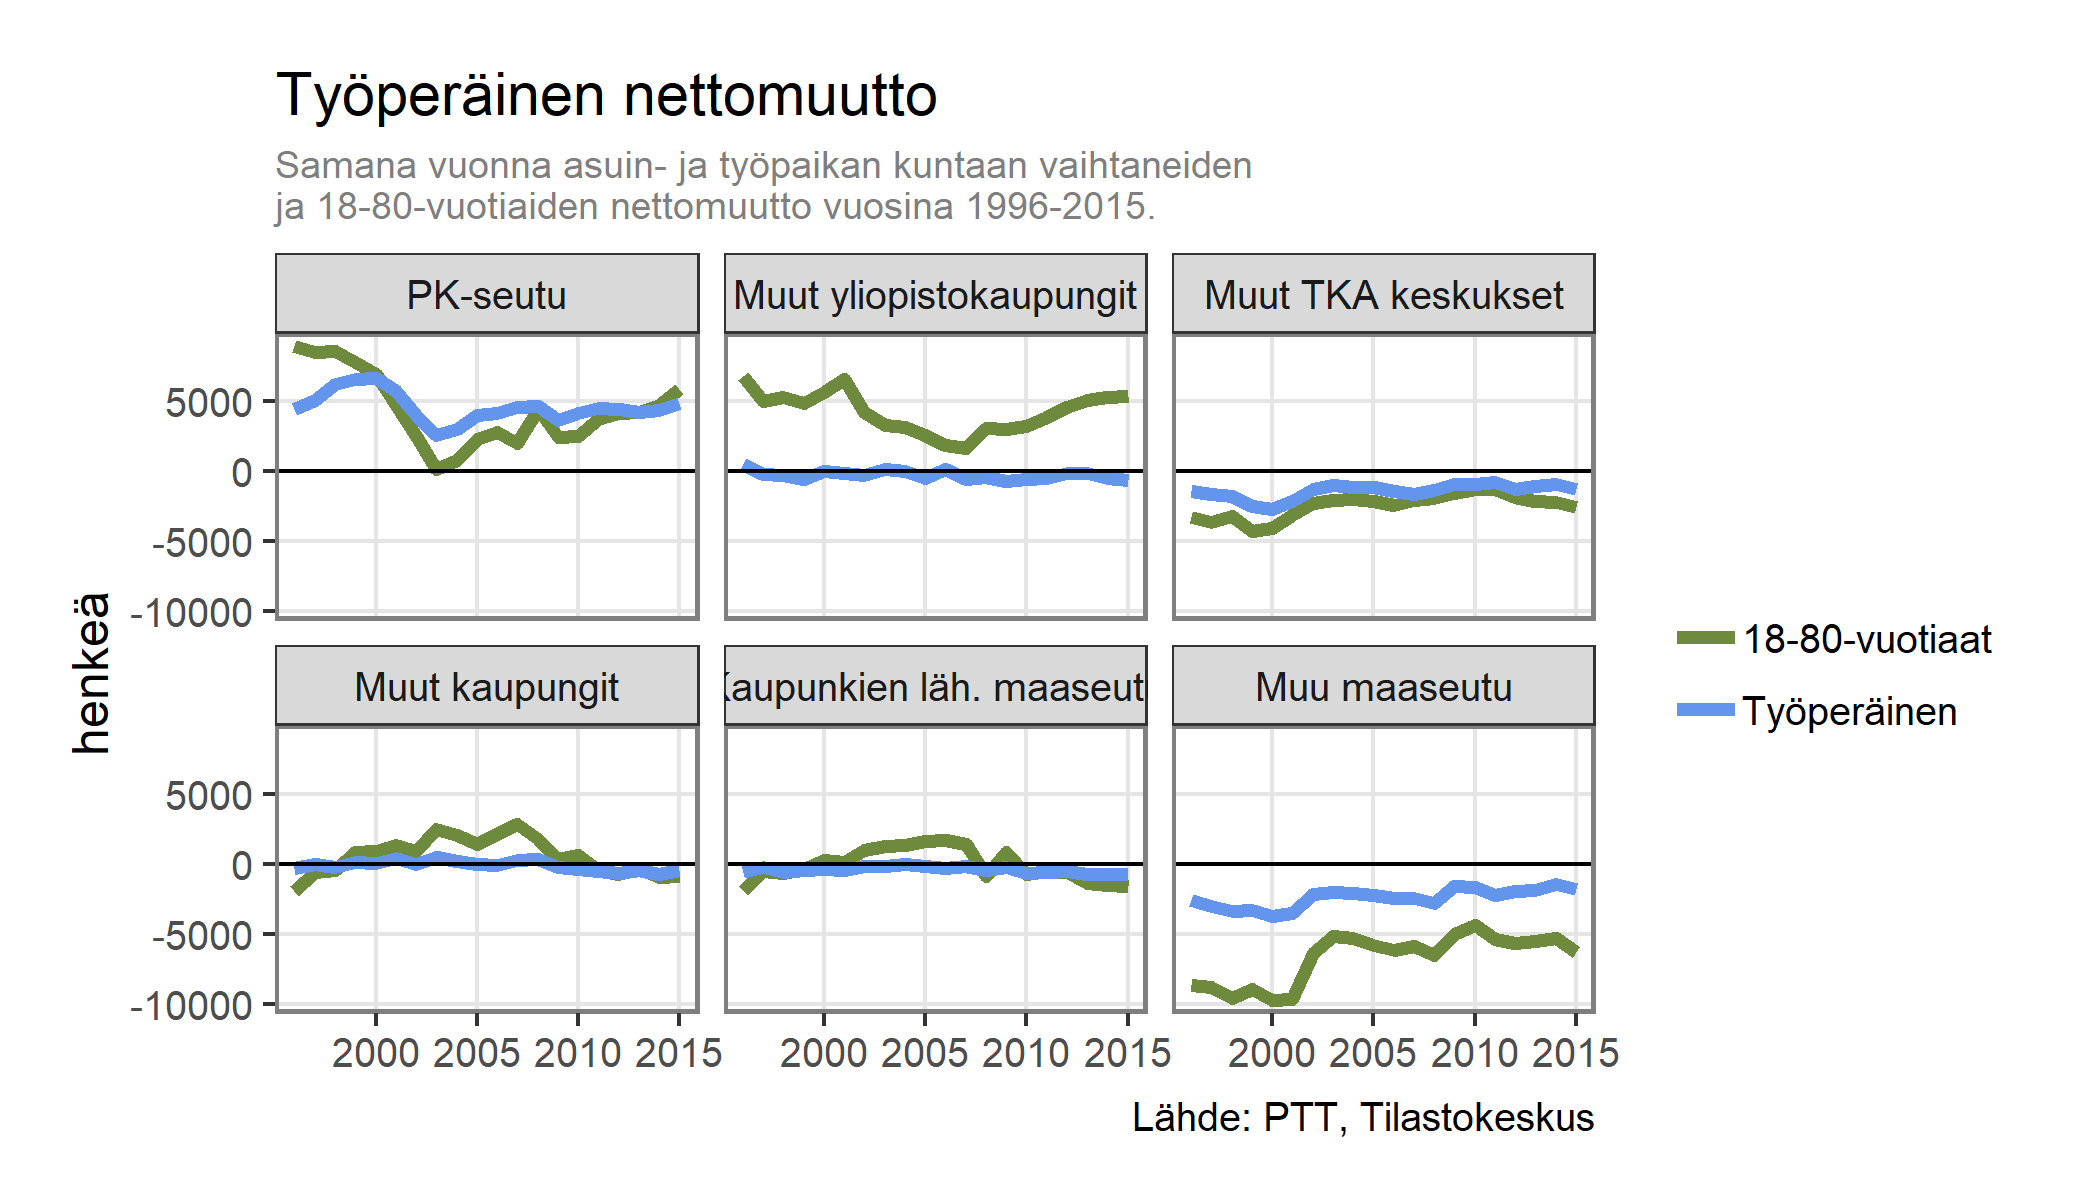 Työperäinen nettomuutto
Samana vuonna asuin- ja työpaikan kuntaan vaihtaneiden
ja 18-80-vuotiaiden nettomuutto vuosina 1996-2015.
PK-seutu
Muut yliopistokaupungit
Muut TKA keskukset
5000
0
-5000
-10000
henkeä
Muut kaupungit
Kaupunkien läh. maaseut
Muu maaseutu
5000
0
-5000
-10000
2000 2005 2010 2015
2000 2005 2010 2015
2000 2005 2010 2015
18-80-vuotiaat
Työperäinen
Lähde: PTT, Tilastokeskus